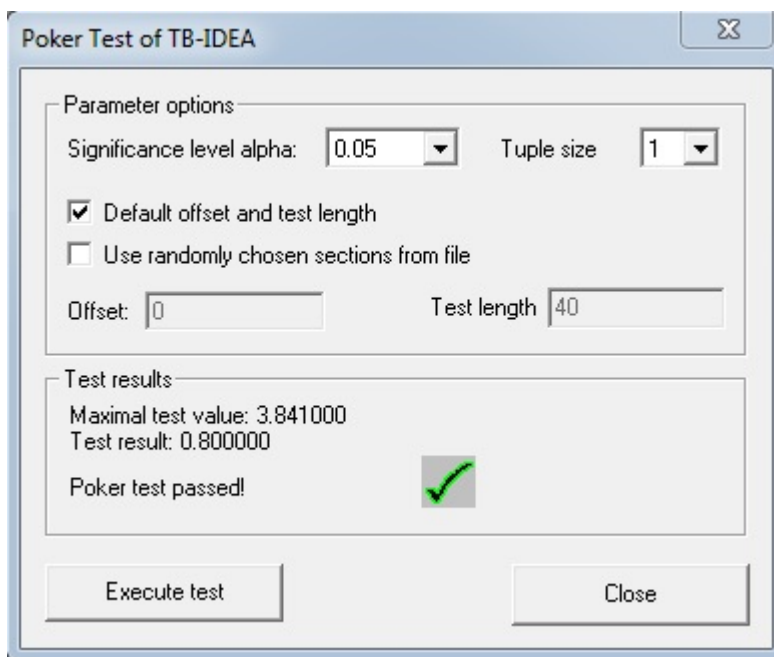 Poker Test of TB-IDEA
Parameter options
Significance level alpha: 0.05 Tuple size 1
Default offset and test length
Use randomly chosen sections from file
Offset: 0 Test length 40
Test results
Maximal test value: 3.841000
Test result: 0.800000
Poker test passed!
Execute test Close